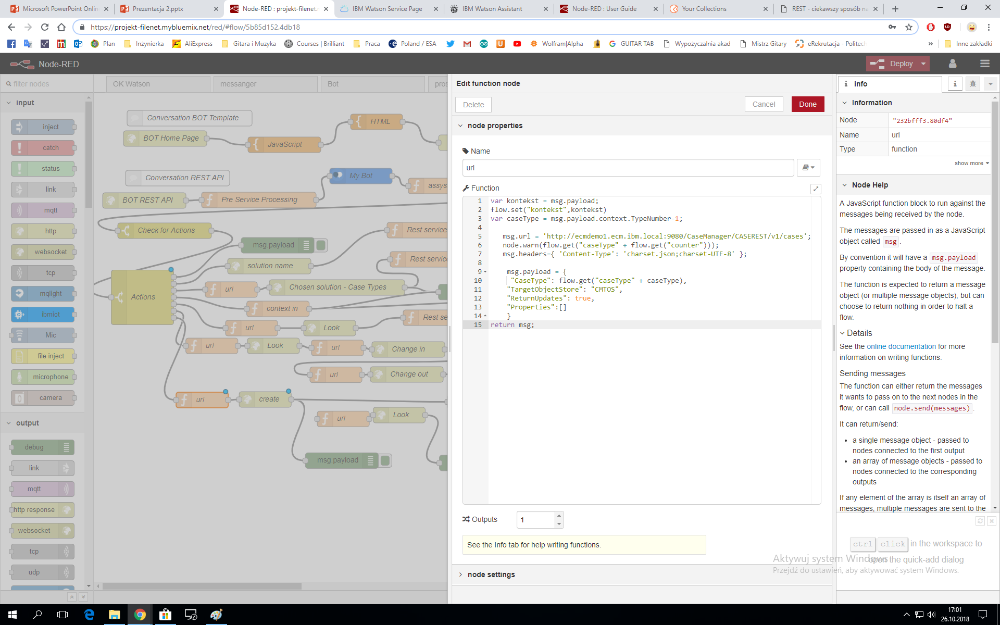 Microsoft PowerPoint Onlin
Prezentacja 2.pptx
Node-RED : projekt-filenet.r
IBM Watson Service Page
IBM Watson Assistant
Node-RED : User Guide
Your Collections
REST - ciekawszy sposób na
https://projekt-filenet.mybluemix.net/red/#flow/5b85d152.4db18
Plan
Inżynierka
AliExpress
Gitara i Muzyka
Courses | Brilliant
Praca
Poland / ESA
Wolfram|Alpha
GUITAR TAB
Wypożyczalnia akad
Mistrz Gitary
eRekrutacja - Politech
Inne zakładki
Node-RED
Deploy
filter nodes
input
inject
catch
status
link
mqtt
http
websocket
tcp
mqlight
ibmiot
Mic
file inject
microphone
camera
output
debug
link
mqtt
http response
websocket
tcp
udp
OK Watson
messanger
Bot
pros
Conversation BOT Template
BOT Home Page
JavaScript
HTML
Conversation REST API
My Bot
assys
BOT REST API
Pre Service Processing
Check for Actions
Rest service
msg.payload
solution name
Rest servic
url
Chosen solution - Case Types
Actions
context in
Rest se
url
Look
url
Look
url
Change in
url
Change out
url
create
url
Look
msg.payload
Edit function node
Delete
Cancel
Done
node properties
Name
url
Function
1 var kontekst = msg.payload;
2 flow.set("kontekst",kontekst)
3 var caseType = msg.payload.context.TypeNumber-1;
4
5 msg.url = 'http://ecmdemo1.ecm.ibm.local:9080/CaseManager/CASEREST/v1/cases';
6 node.warn(flow.get("caseType" + flow.get("counter")));
7 msg.headers={ 'Content-Type': 'charset.json;charset-UTF-8' };
8
9 msg.payload = {
10 "CaseType": flow.get("caseType" + caseType),
11 "TargetObjectStore": "CMTOS",
12 "ReturnUpdates": true,
13 "Properties":[]
14 }
15 return msg;
Outputs
1
See the Info tab for help writing functions.
node settings
info
Information
Node "232bfff3.80df4"
Name url
Type function
show more
Node Help
A JavaScript function block to run against the
messages being received by the node.
The messages are passed in as a JavaScript
object called msg.
By convention it will have a msg.payload
property containing the body of the message.
The function is expected to return a message
object (or multiple message objects), but can
choose to return nothing in order to halt a
flow.
Details
See the online documentation for more
information on writing functions.
Sending messages
The function can either return the messages
it wants to pass on to the next nodes in the
flow, or can call node.send(messages).
It can return/send:
a single message object - passed to
nodes connected to the first output
an array of message objects - passed to
nodes connected to the corresponding
outputs
If any element of the array is itself an array of
messages, multiple messages are sent to the
ctrl click in the workspace to
open the quick-add dialog
Aktywuj system Windows
Przejdź do ustawień, aby aktywować system Windows.
17:01
26.10.2018